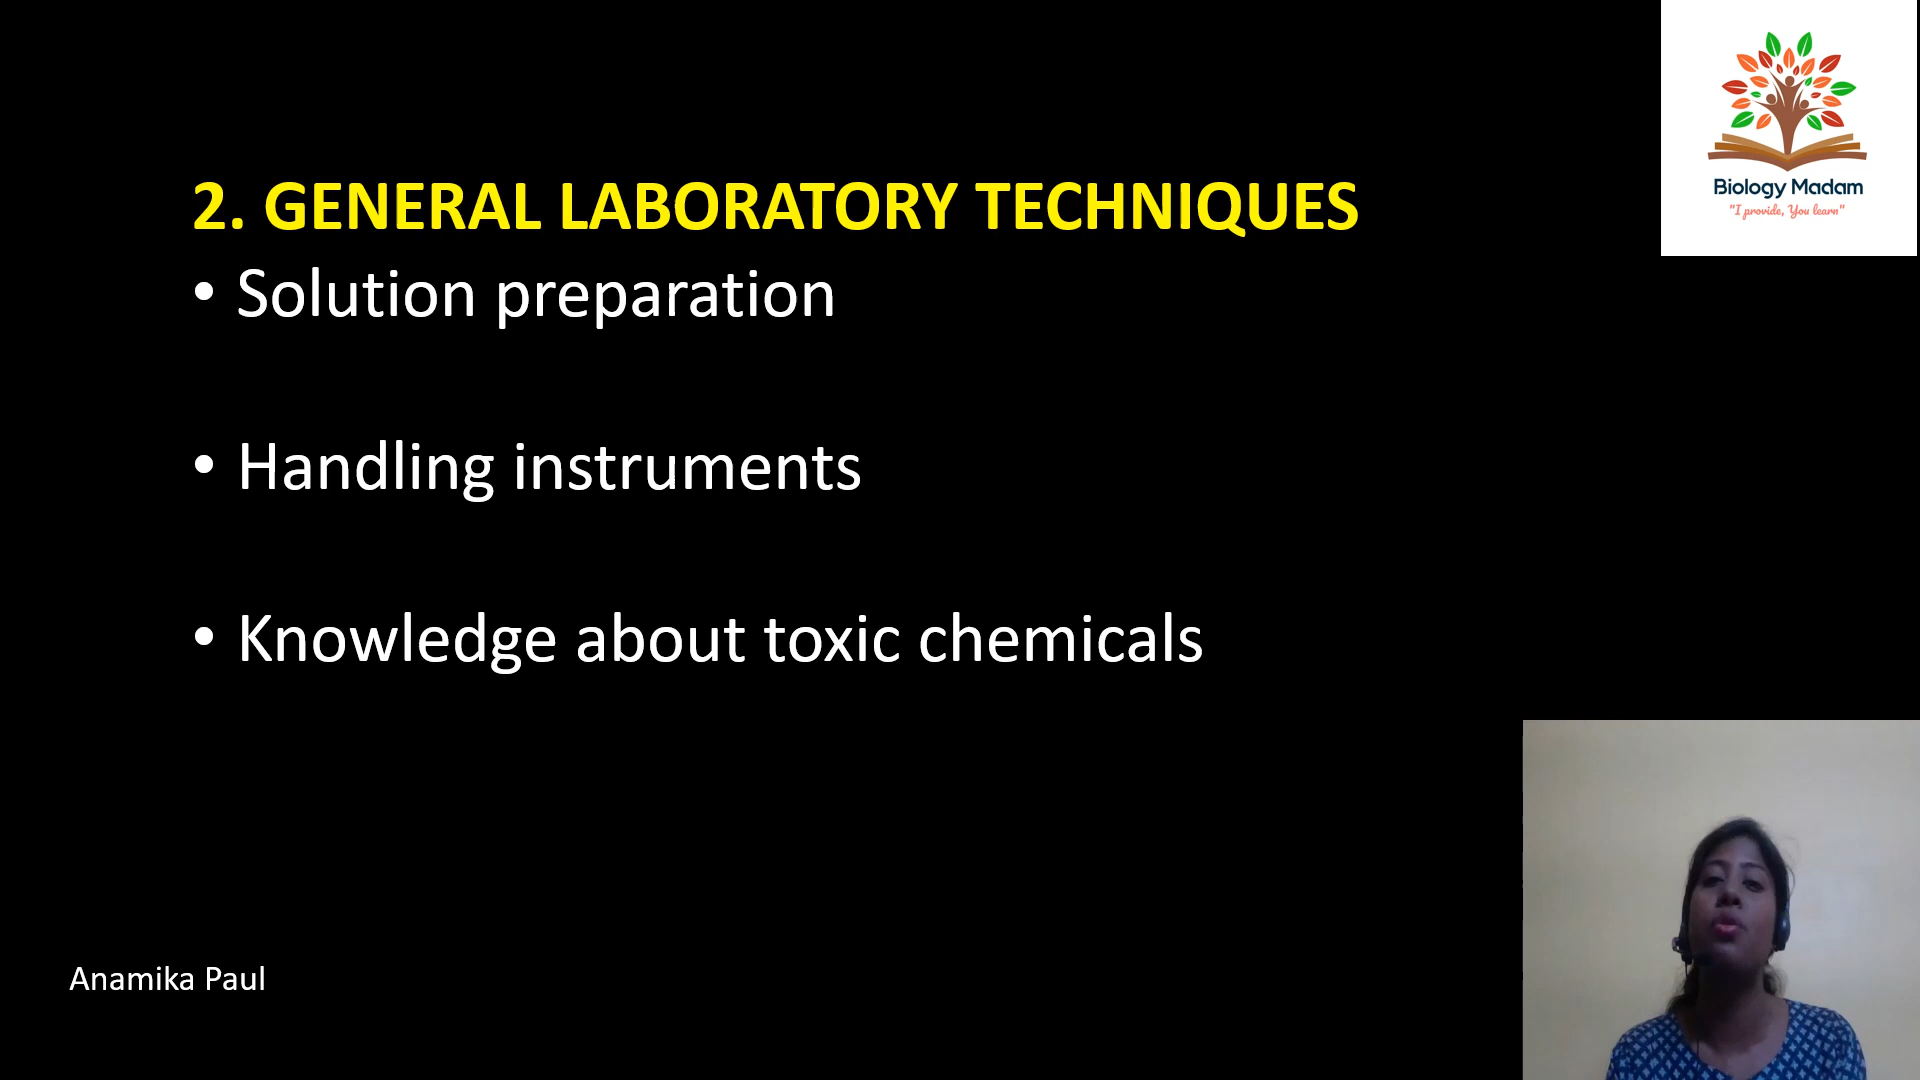 2. GENERAL LABORATORY TECHNIQUES
• Solution preparation
• Handling instruments
• Knowledge about toxic chemicals
Anamika Paul
Biology Madam
"I provide, You learn"